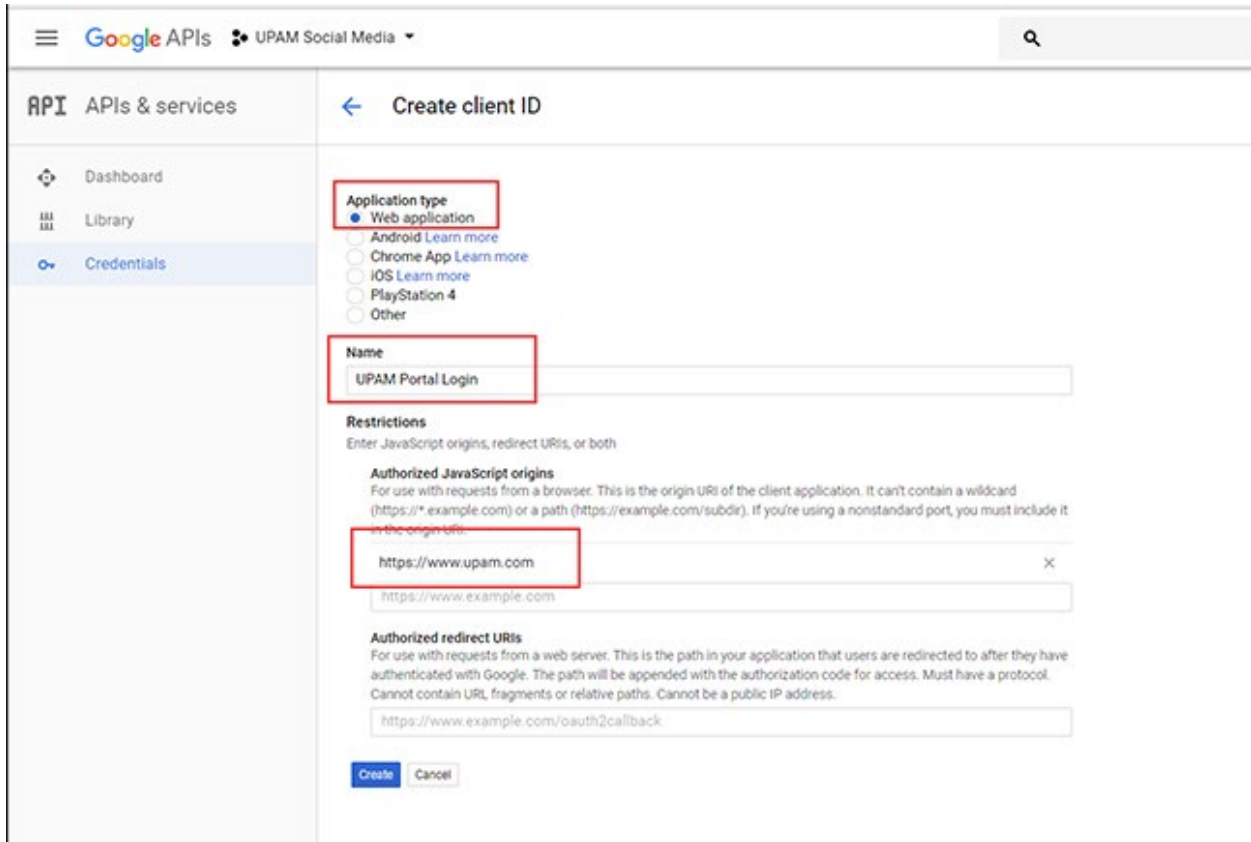 Google APIs UPAM Social Media
API APIs & services
Create client ID
Dashboard
Library
Credentials
Application type
Web application
Android Learn more
Chrome App Learn more
iOS Learn more
PlayStation 4
Other
Name
UPAM Portal Login
Restrictions
Enter JavaScript origins, redirect URIs, or both
Authorized JavaScript origins
For use with requests from a browser. This is the origin URI of the client application. It can't contain a wildcard
(https://*.example.com) or a path (https://example.com/subdir). If you're using a nonstandard port, you must include it
in the origin URI.
https://www.upam.com
https://www.example.com
Authorized redirect URIs
For use with requests from a web server. This is the path in your application that users are redirected to after they have
authenticated with Google. The path will be appended with the authorization code for access. Must have a protocol.
Cannot contain URL fragments or relative paths. Cannot be a public IP address.
https://www.example.com/oauth2callback
Create Cancel